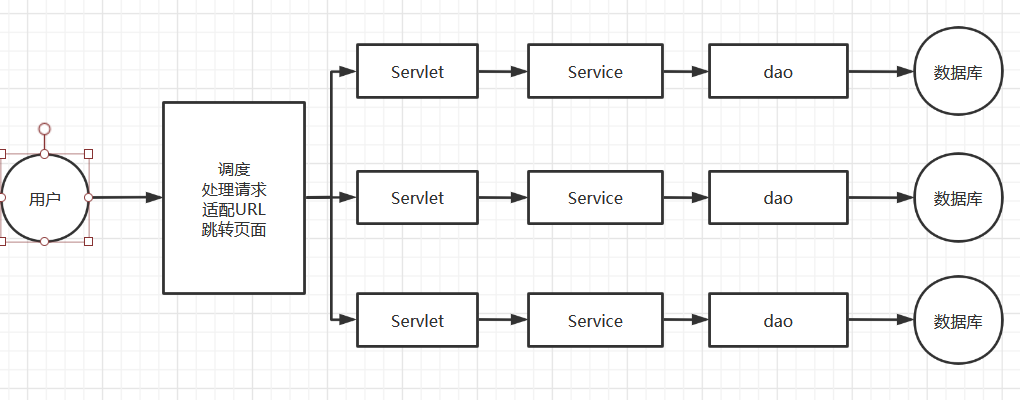 用户
调度
处理请求
适配URL
跳转页面
Servlet
Service
dao
数据库
Servlet
Service
dao
数据库
Servlet
Service
dao
数据库